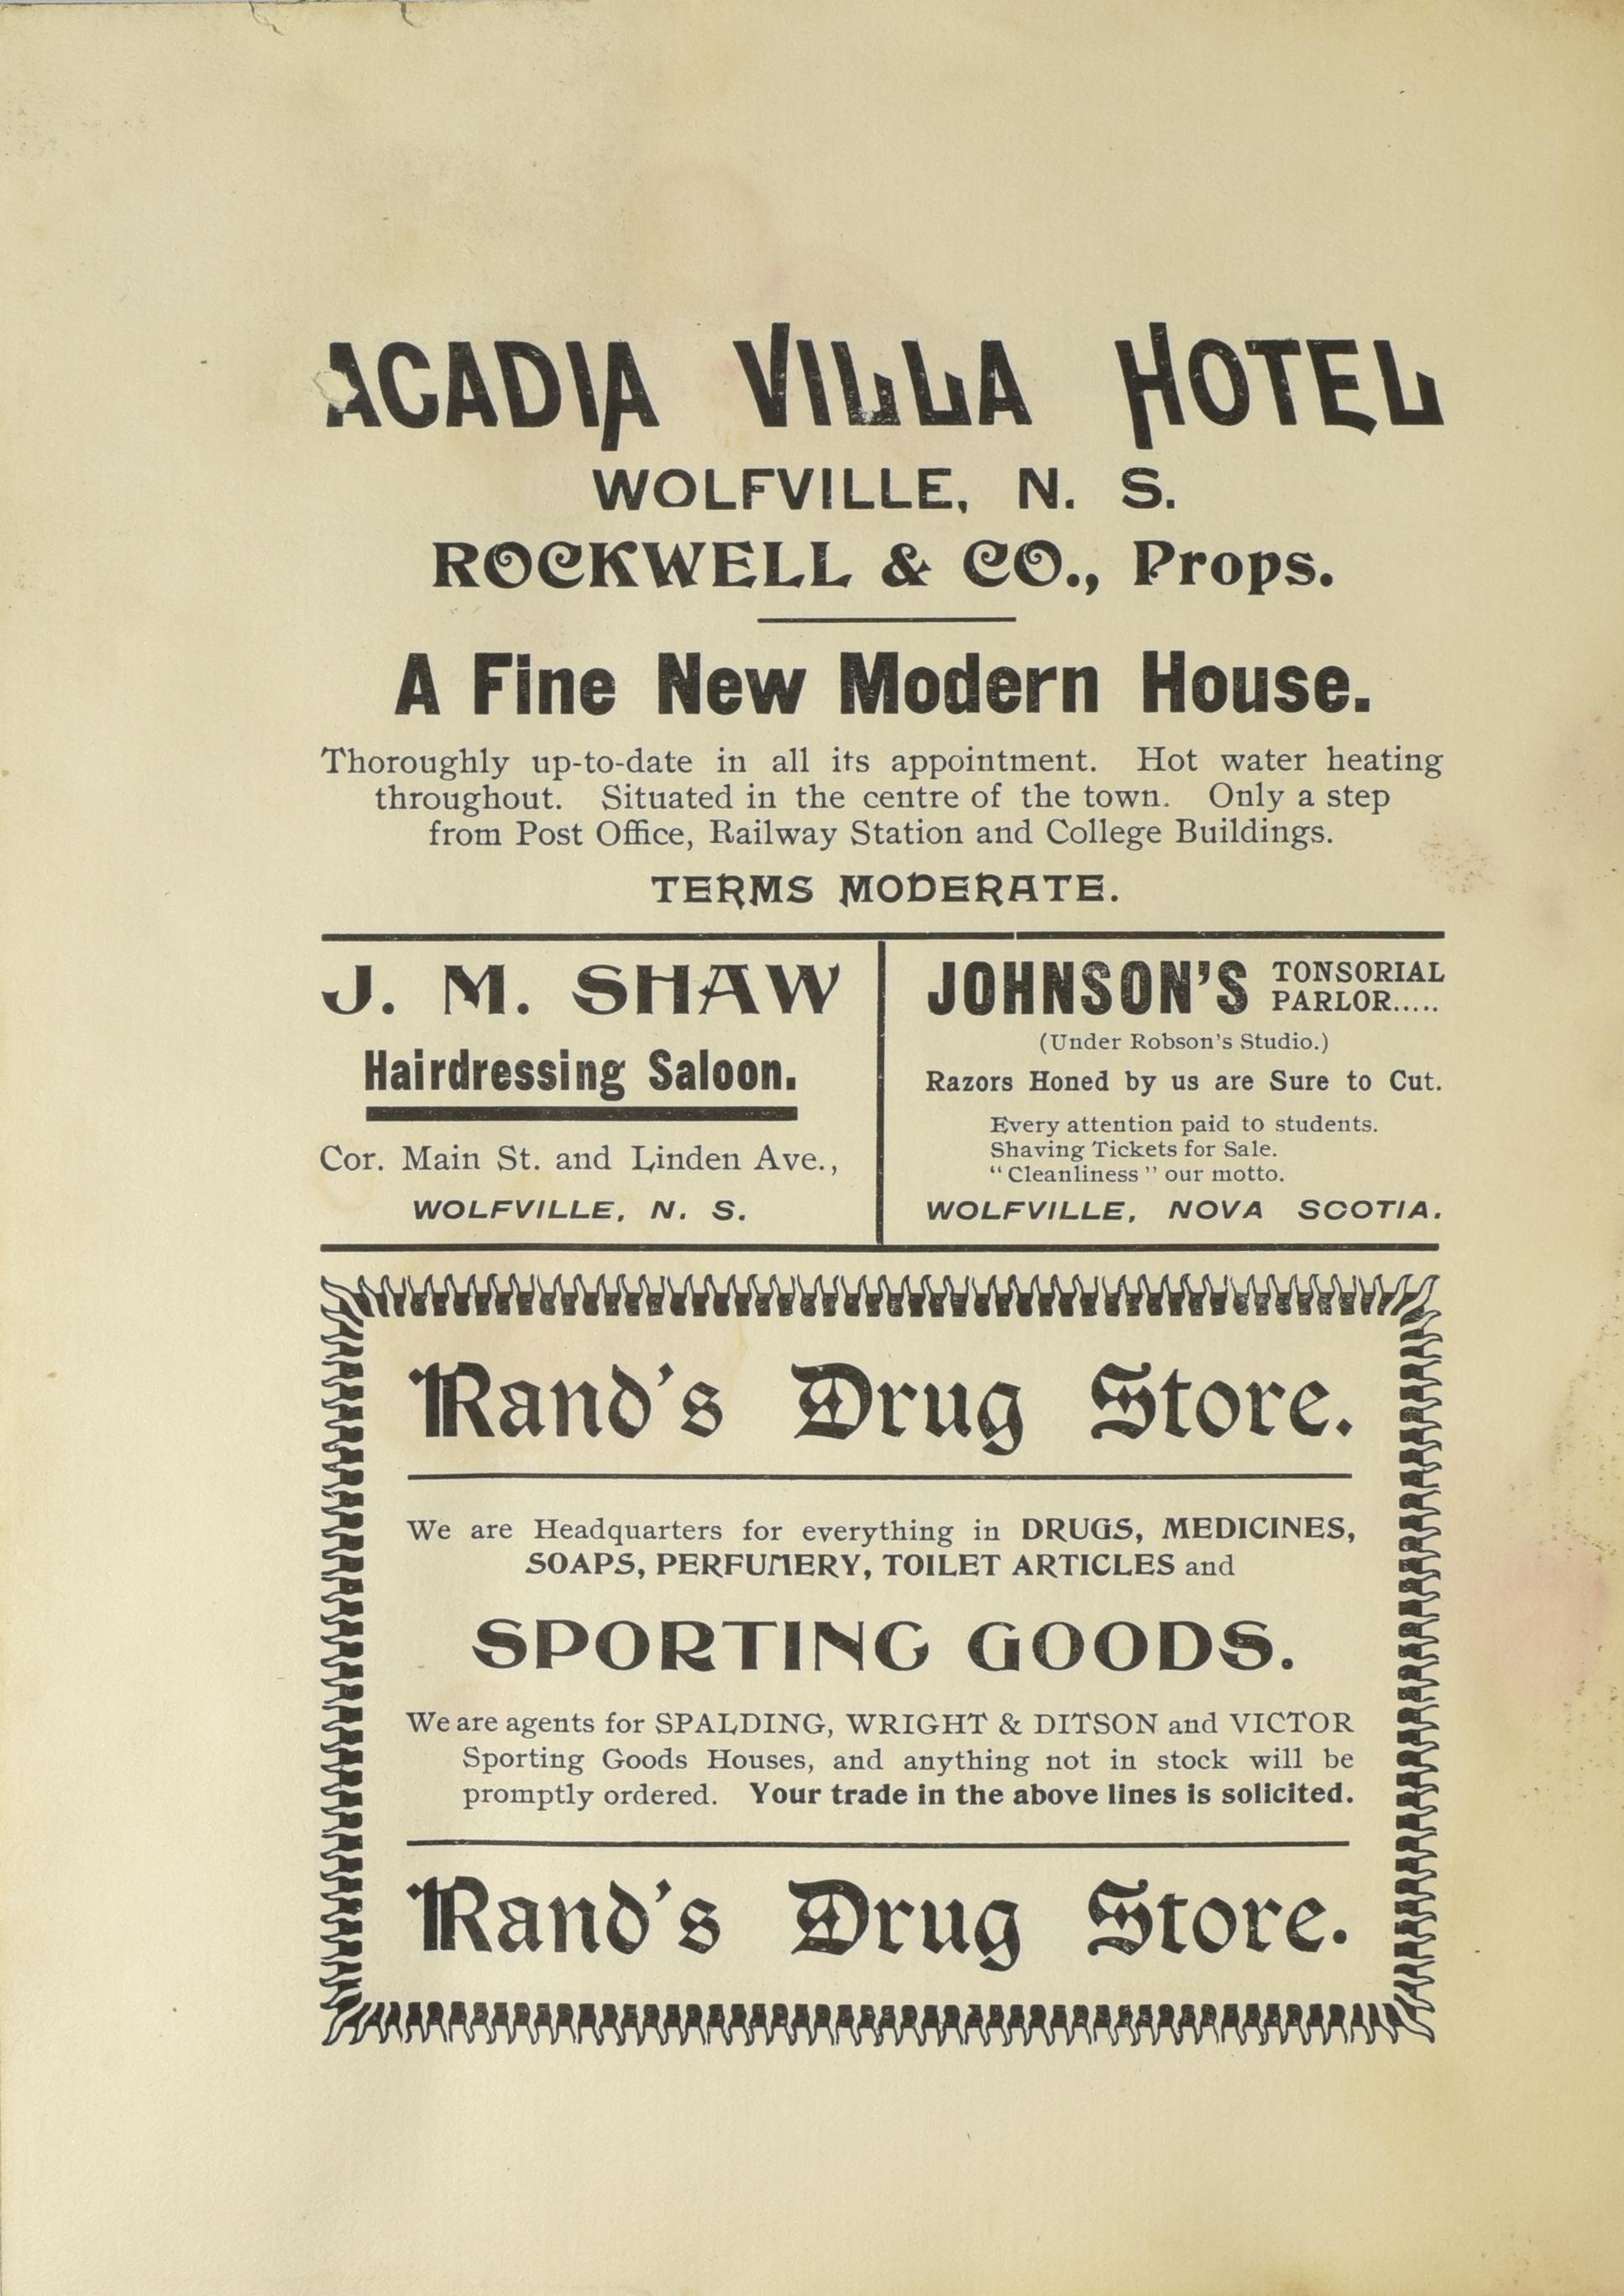 ACADIA VILLA HOTEL
WOLFVILLE, N. S.
ROCKWELL & CO., Props.
A Fine New Modern House.
Thoroughly up-to-date in all its appointment. Hot water heating
throughout. Situated in the centre of the town. Only a step
from Post Office, Railway Station and College Buildings.
TERMS MODERATE.
J. M. SHAW
Hairdressing Saloon.
Cor. Main St. and Linden Ave.,
WOLFVILLE, N. S.
JOHNSON'S TONSORIAL
PARLOR.....
(Under Robson's Studio.)
Razors Honed by us are Sure to Cut.
Every attention paid to students.
Shaving Tickets for Sale.
"Cleanliness" our motto.
WOLFVILLE, NOVA SCOTIA.
Rand's Drug Store.
We are Headquarters for everything in DRUGS, MEDICINES,
SOAPS, PERFUMERY, TOILET ARTICLES and
SPORTING GOODS.
We are agents for SPALDING, WRIGHT & DITSON and VICTOR
Sporting Goods Houses, and anything not in stock will be
promptly ordered. Your trade in the above lines is solicited.
Rand's Drug Store.